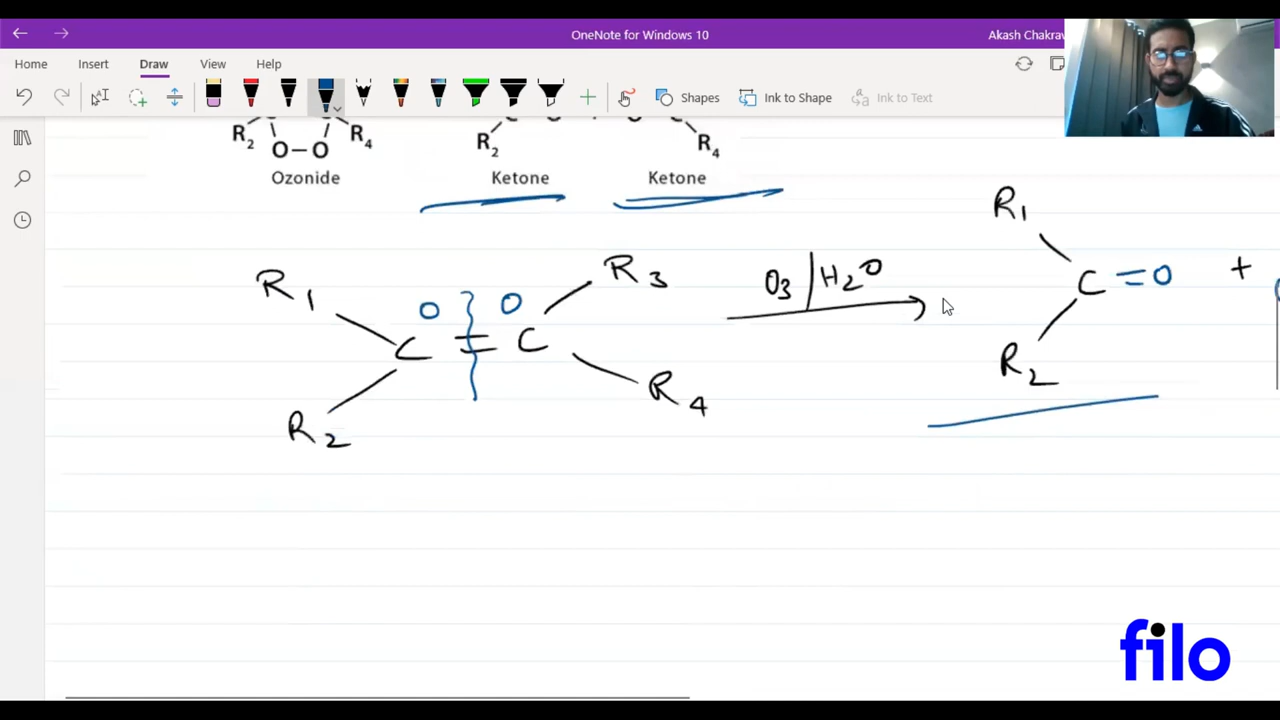 OneNote for Windows 10
Akash Chakrav
Home Insert Draw View Help
Shapes Ink to Shape Ink to Text
R2 O–O R4 R2 R4
Ozonide Ketone Ketone
R1 R3 O3/H2O R1
O O C =O +
C = C
R2 R4 R2
filo